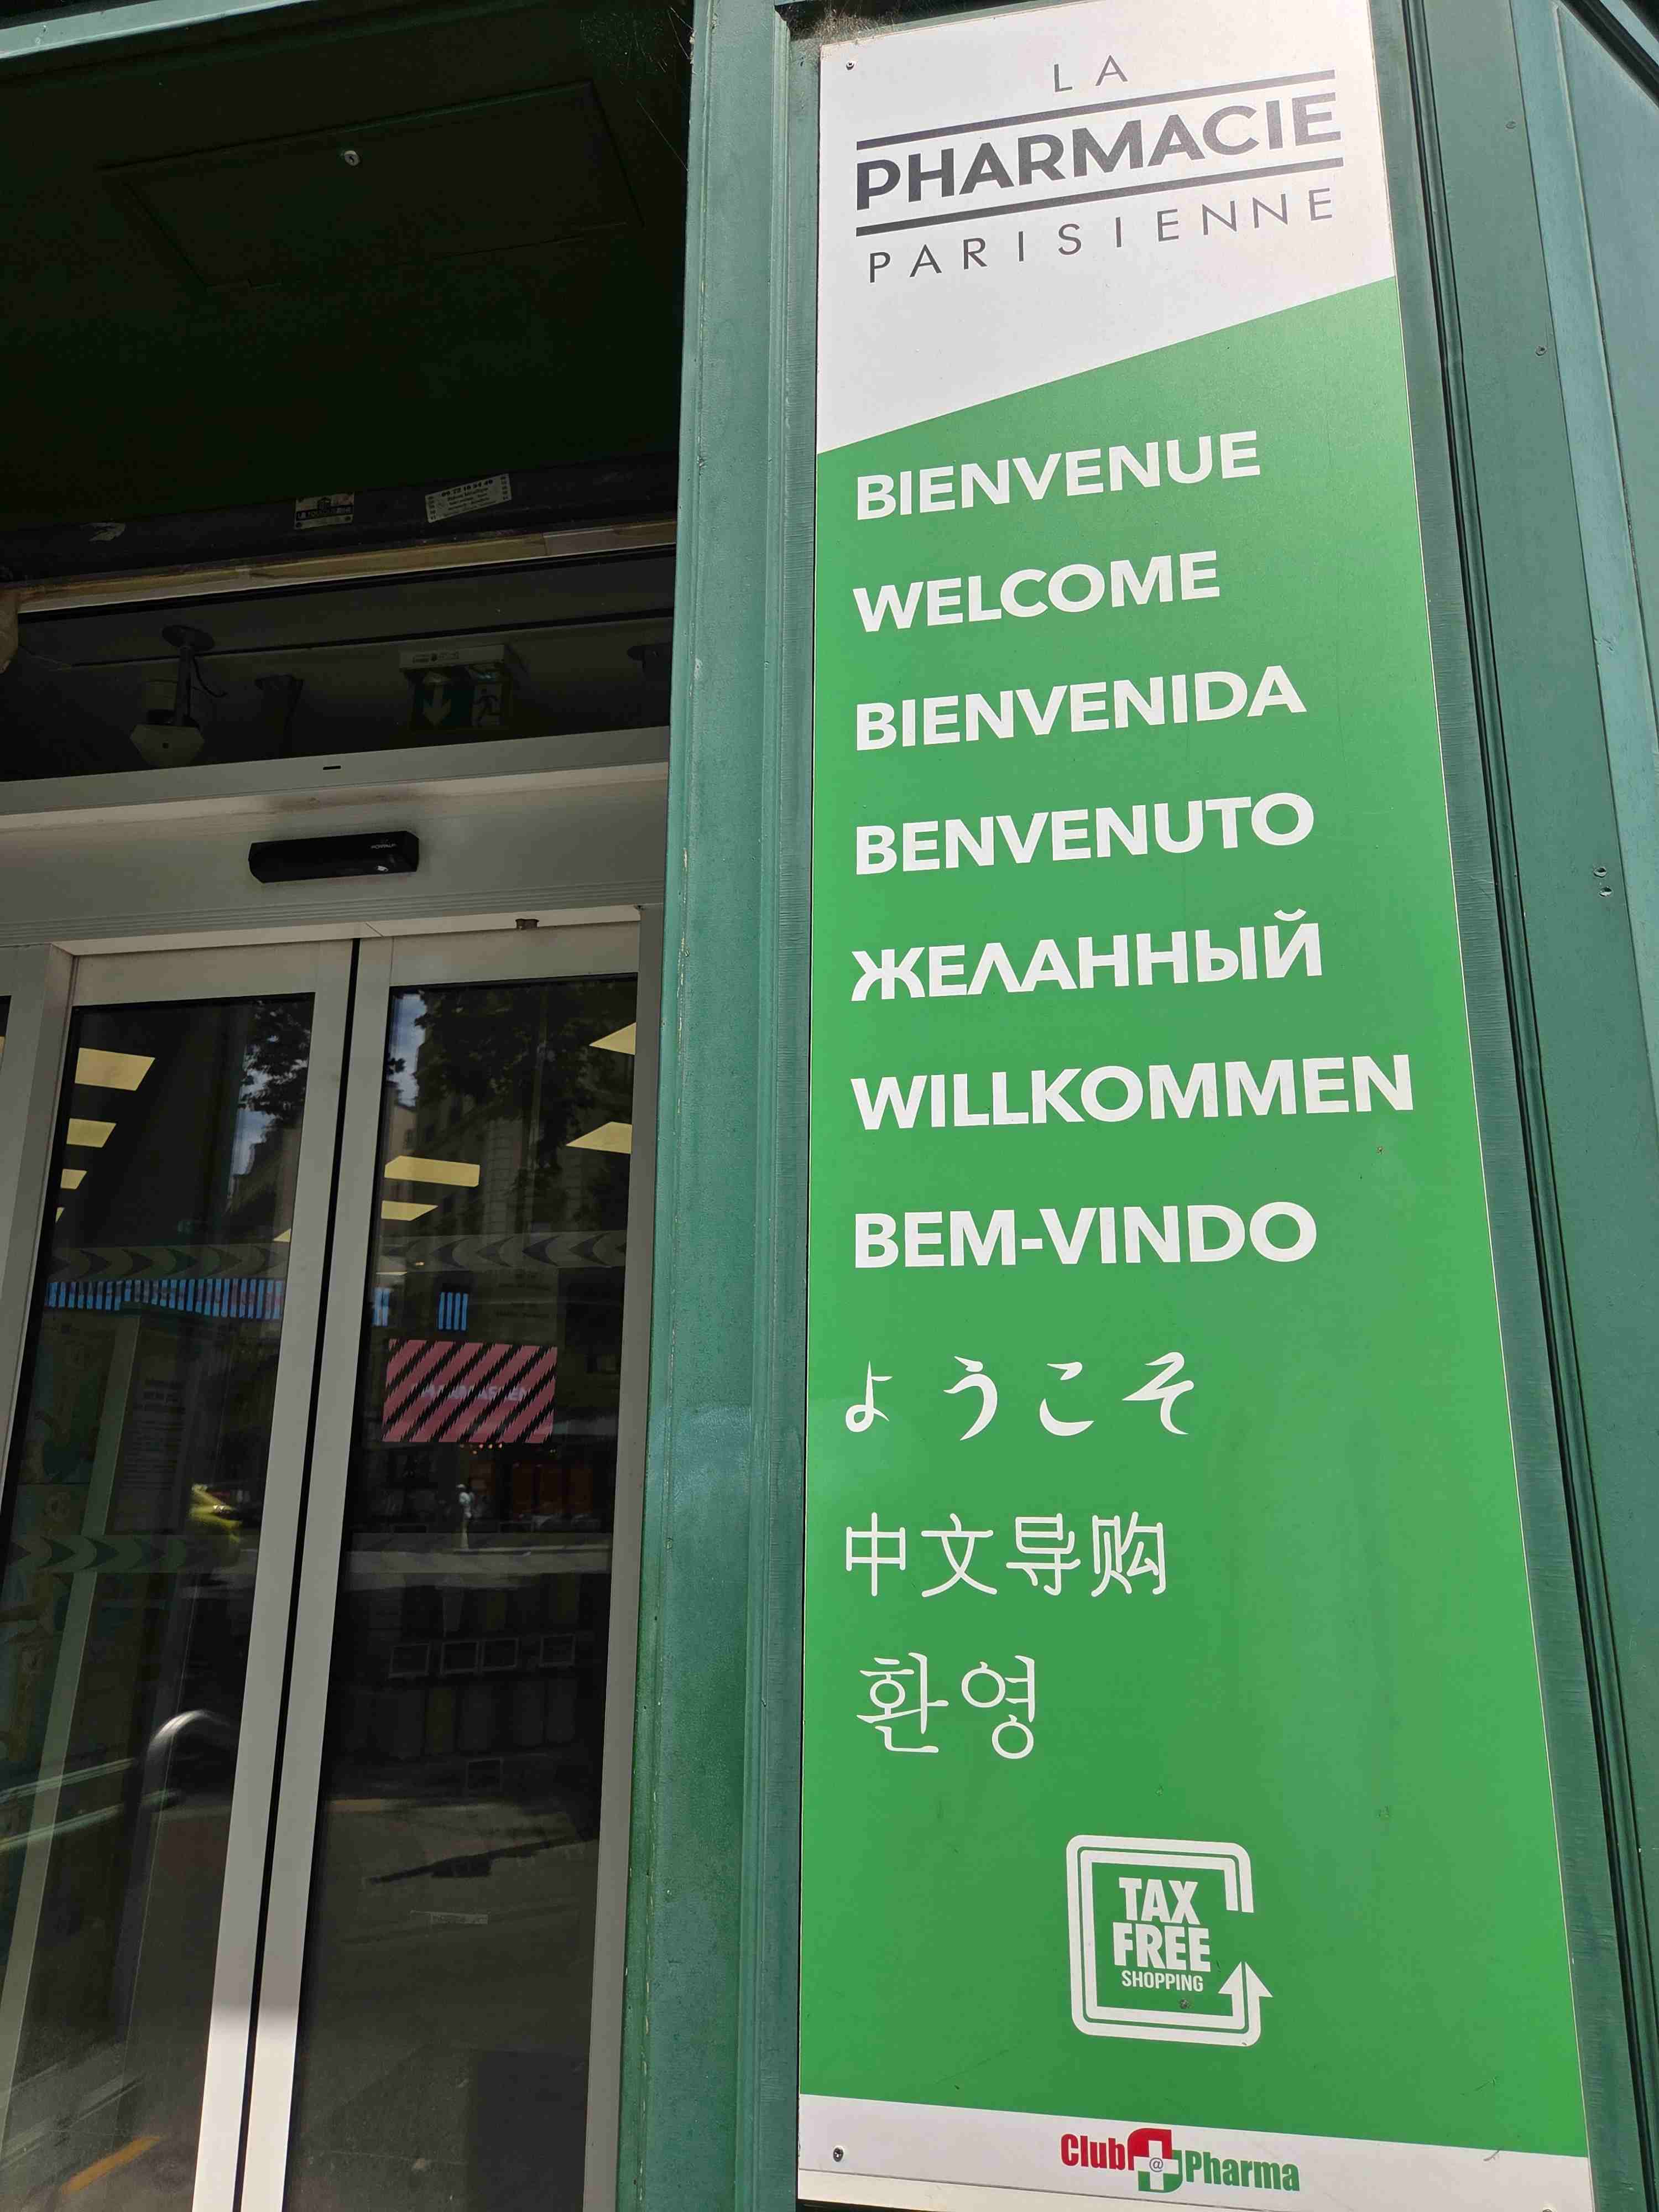 LA
PHARMACIE
PARISIENNE
BIENVENUE
WELCOME
BIENVENIDA
BENVENUTO
ЖЕЛАННЫЙ
WILLKOMMEN
BEM-VINDO
ようこそ
中文导购
환영
TAX
FREE
SHOPPING
Club @ Pharma